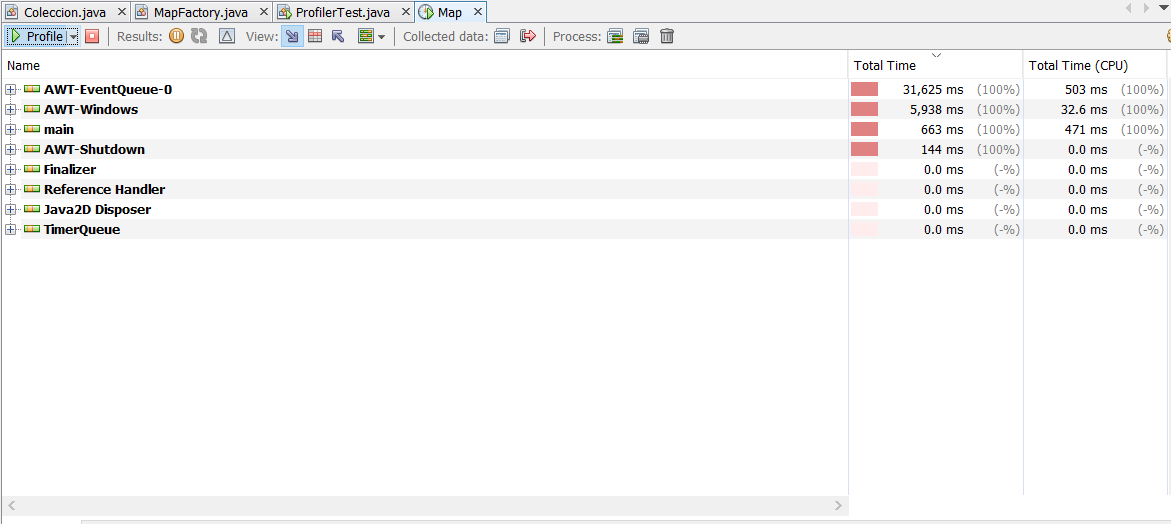 Coleccion.java MapFactory.java ProfilerTest.java Map
Profile Results: View: Collected data: Process:
Name Total Time Total Time (CPU)
AWT-EventQueue-0 31,625 ms (100%) 503 ms (100%)
AWT-Windows 5,938 ms (100%) 32.6 ms (100%)
main 663 ms (100%) 471 ms (100%)
AWT-Shutdown 144 ms (100%) 0.0 ms (-%)
Finalizer 0.0 ms (-%) 0.0 ms (-%)
Reference Handler 0.0 ms (-%) 0.0 ms (-%)
Java2D Disposer 0.0 ms (-%) 0.0 ms (-%)
TimerQueue 0.0 ms (-%) 0.0 ms (-%)